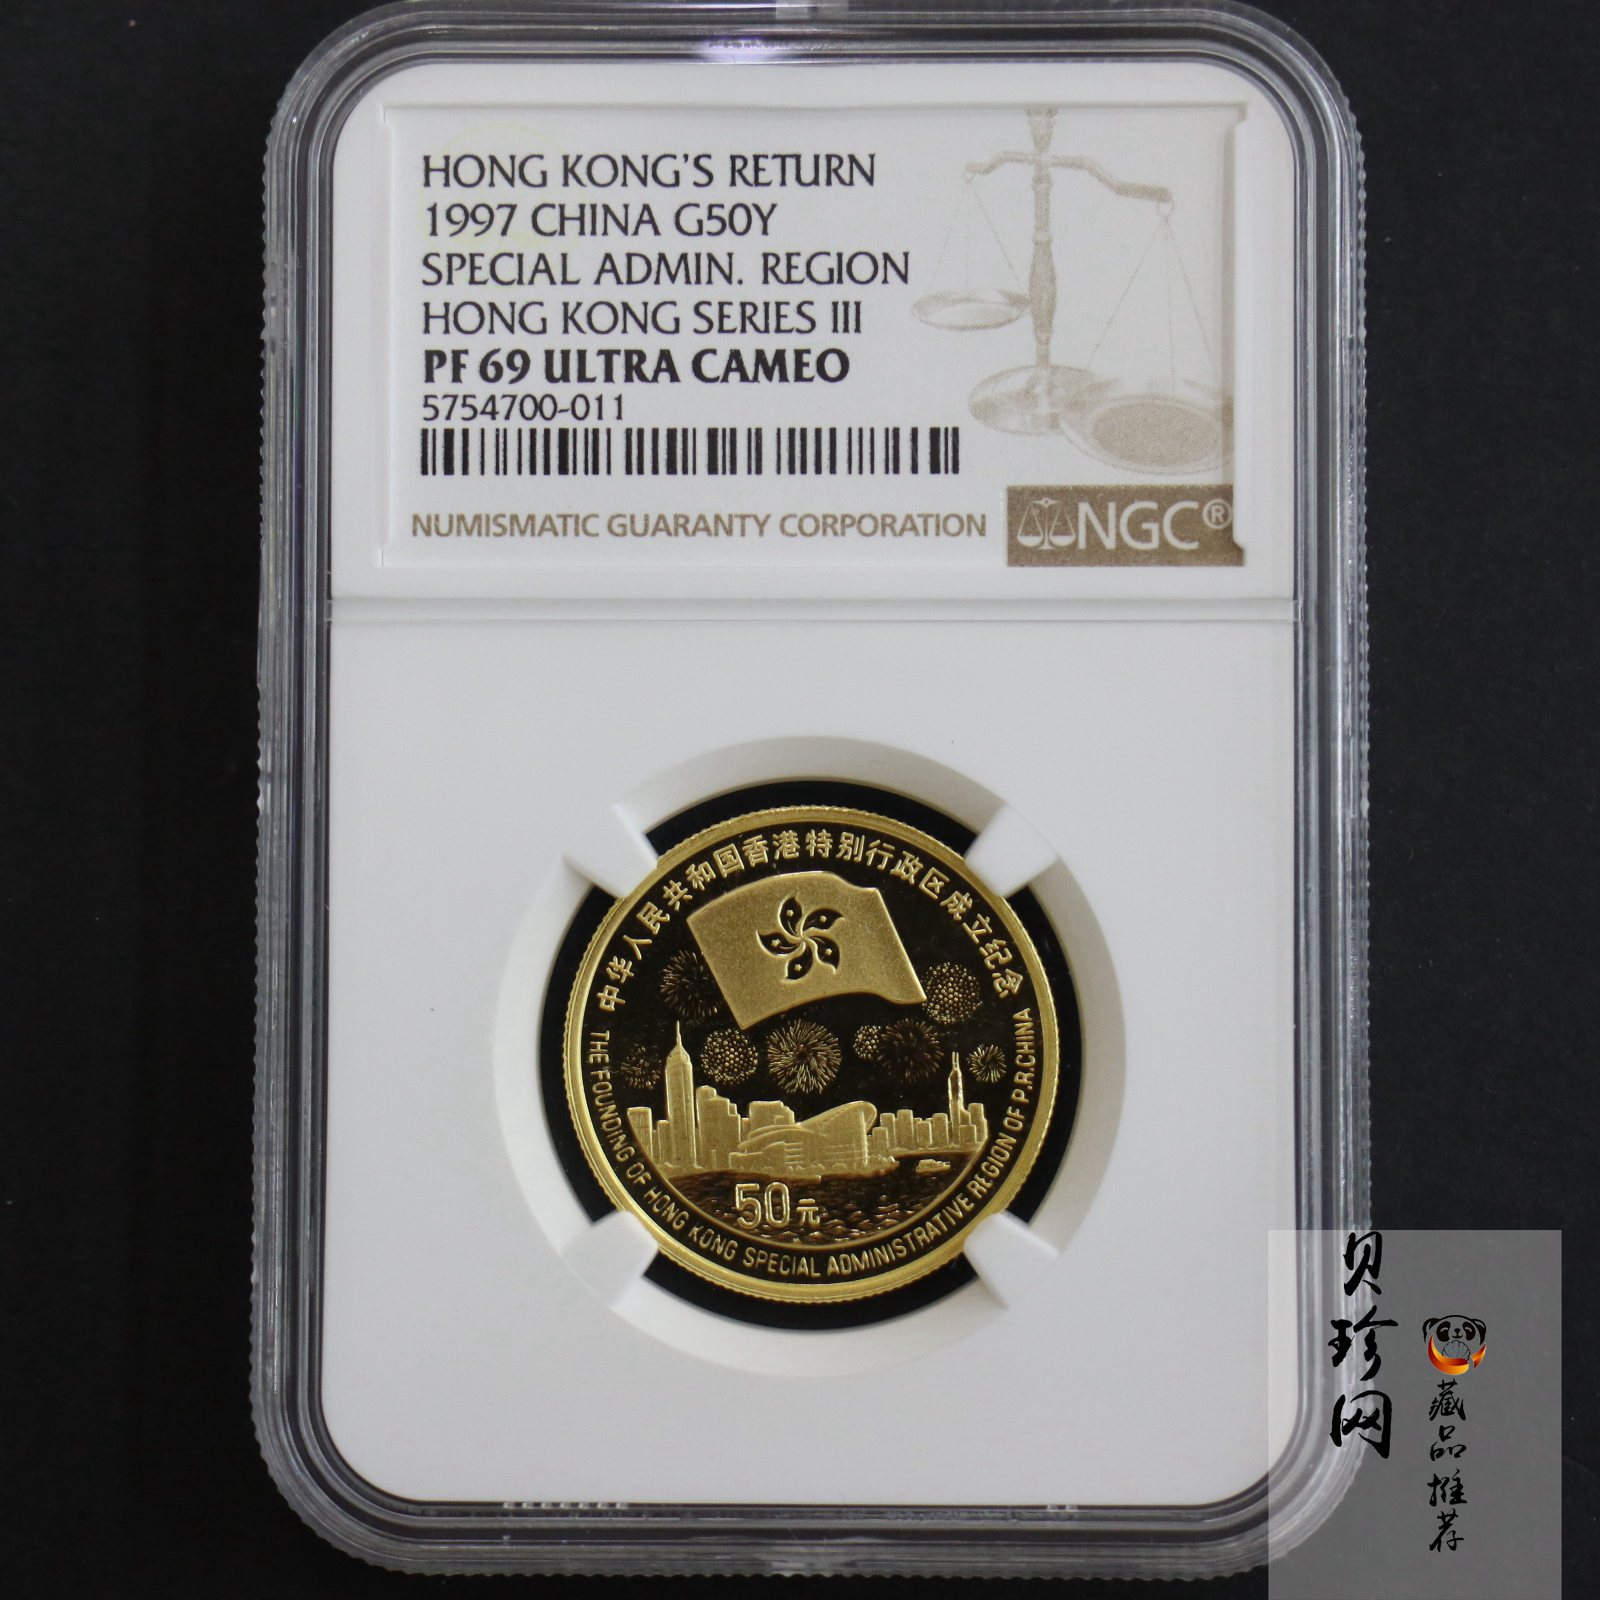 HONG KONG'S RETURN
1997 CHINA G50Y
SPECIAL ADMIN. REGION
HONG KONG SERIES III
PF 69 ULTRA CAMEO
5754700-011
NUMISMATIC GUARANTY CORPORATION
NGC®
中华人民共和国香港特别行政区成立纪念
50元
THE FOUNDING OF HONG KONG SPECIAL ADMINISTRATIVE REGION OF P.R.CHINA
贝珍网
藏品推荐